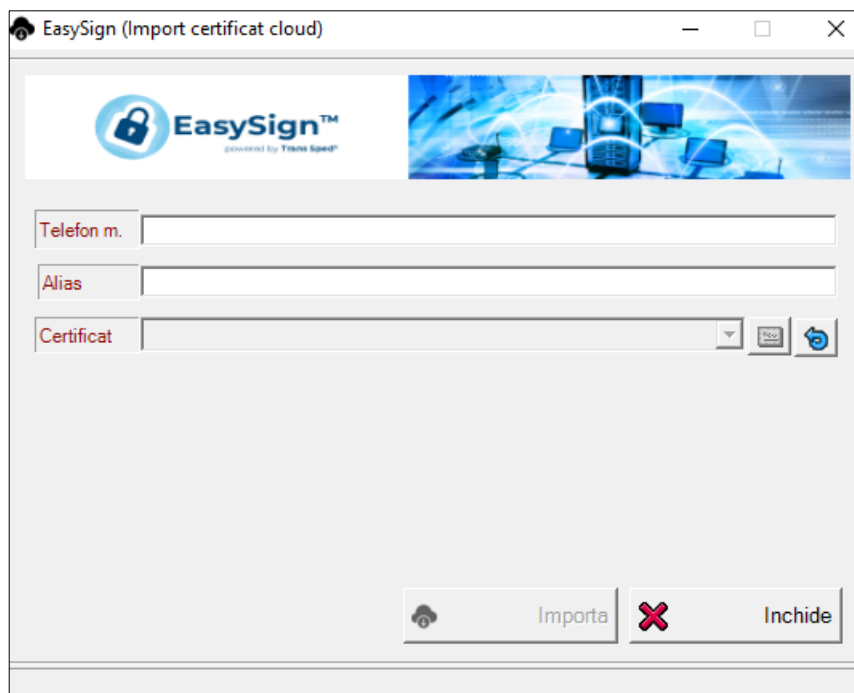 EasySign (Import certificat cloud)
EasySign™
powered by Trans Sped®
Telefon m.
Alias
Certificat
Importa
Inchide